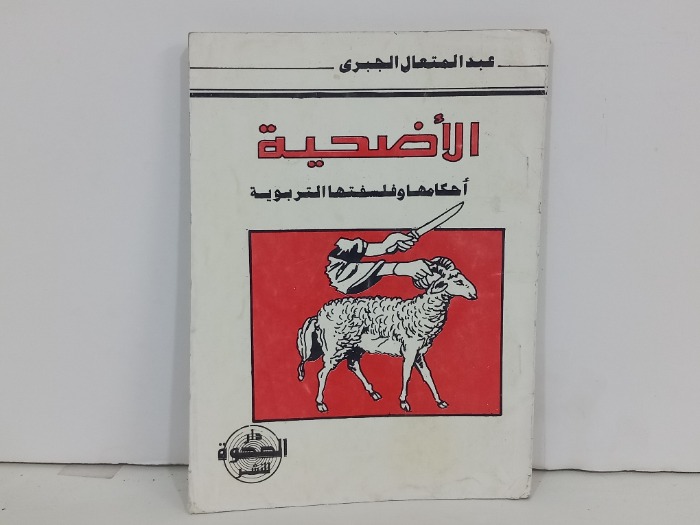 عبد المتعال الجبرى
الأضحية
أحكامها وفلسفتها التربوية
دار
الصحوة
للنشر